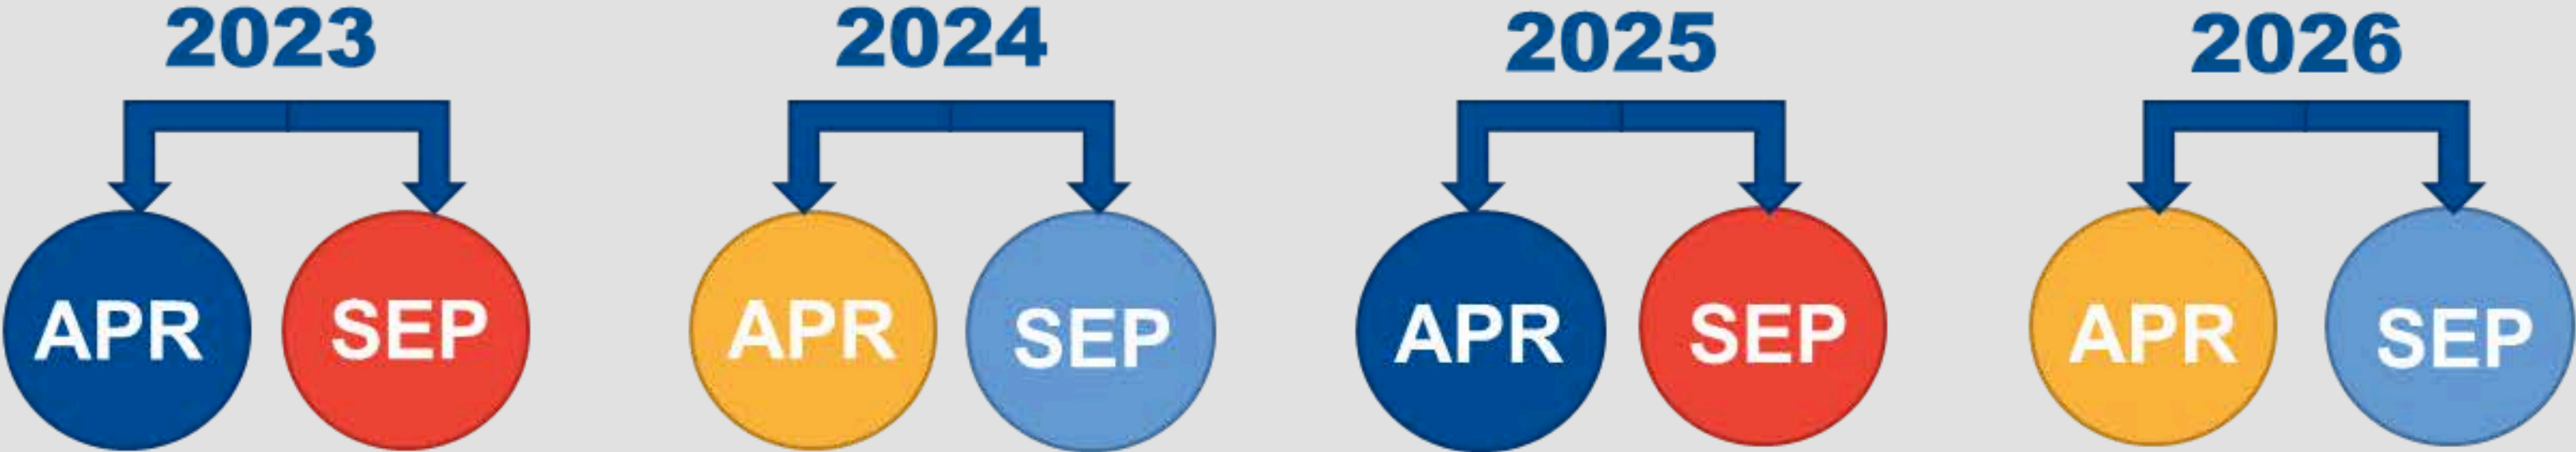 2023 2024 2025 2026
APR SEP APR SEP APR SEP APR SEP